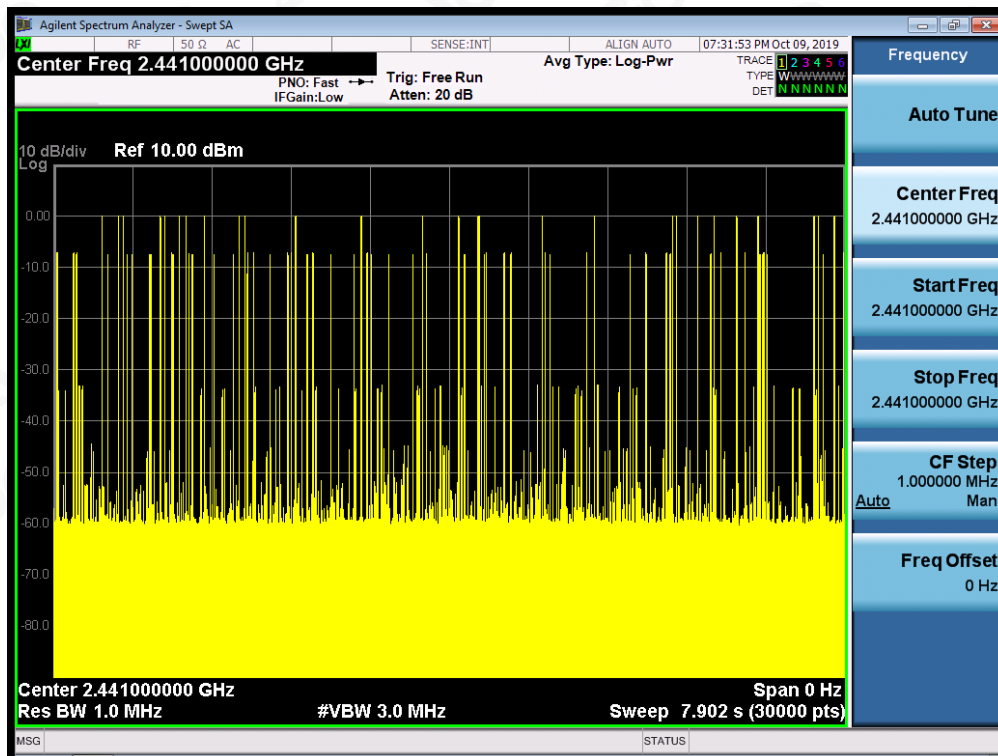 Agilent Spectrum Analyzer - Swept SA
LXI RF 50 Ω AC SENSE:INT ALIGN AUTO 07:31:53 PM Oct 09, 2019
Center Freq 2.441000000 GHz
PNO: Fast
IFGain:Low
Trig: Free Run
Atten: 20 dB
Avg Type: Log-Pwr
TRACE 1 2 3 4 5 6
TYPE WWWWWW
DET N N N N N N
10 dB/div Ref 10.00 dBm
Log
0.00
-10.0
-20.0
-30.0
-40.0
-50.0
-60.0
-70.0
-80.0
Center 2.441000000 GHz Span 0 Hz
Res BW 1.0 MHz #VBW 3.0 MHz Sweep 7.902 s (30000 pts)
MSG STATUS
Frequency
Auto Tune
Center Freq
2.441000000 GHz
Start Freq
2.441000000 GHz
Stop Freq
2.441000000 GHz
CF Step
1.000000 MHz
Auto Man
Freq Offset
0 Hz